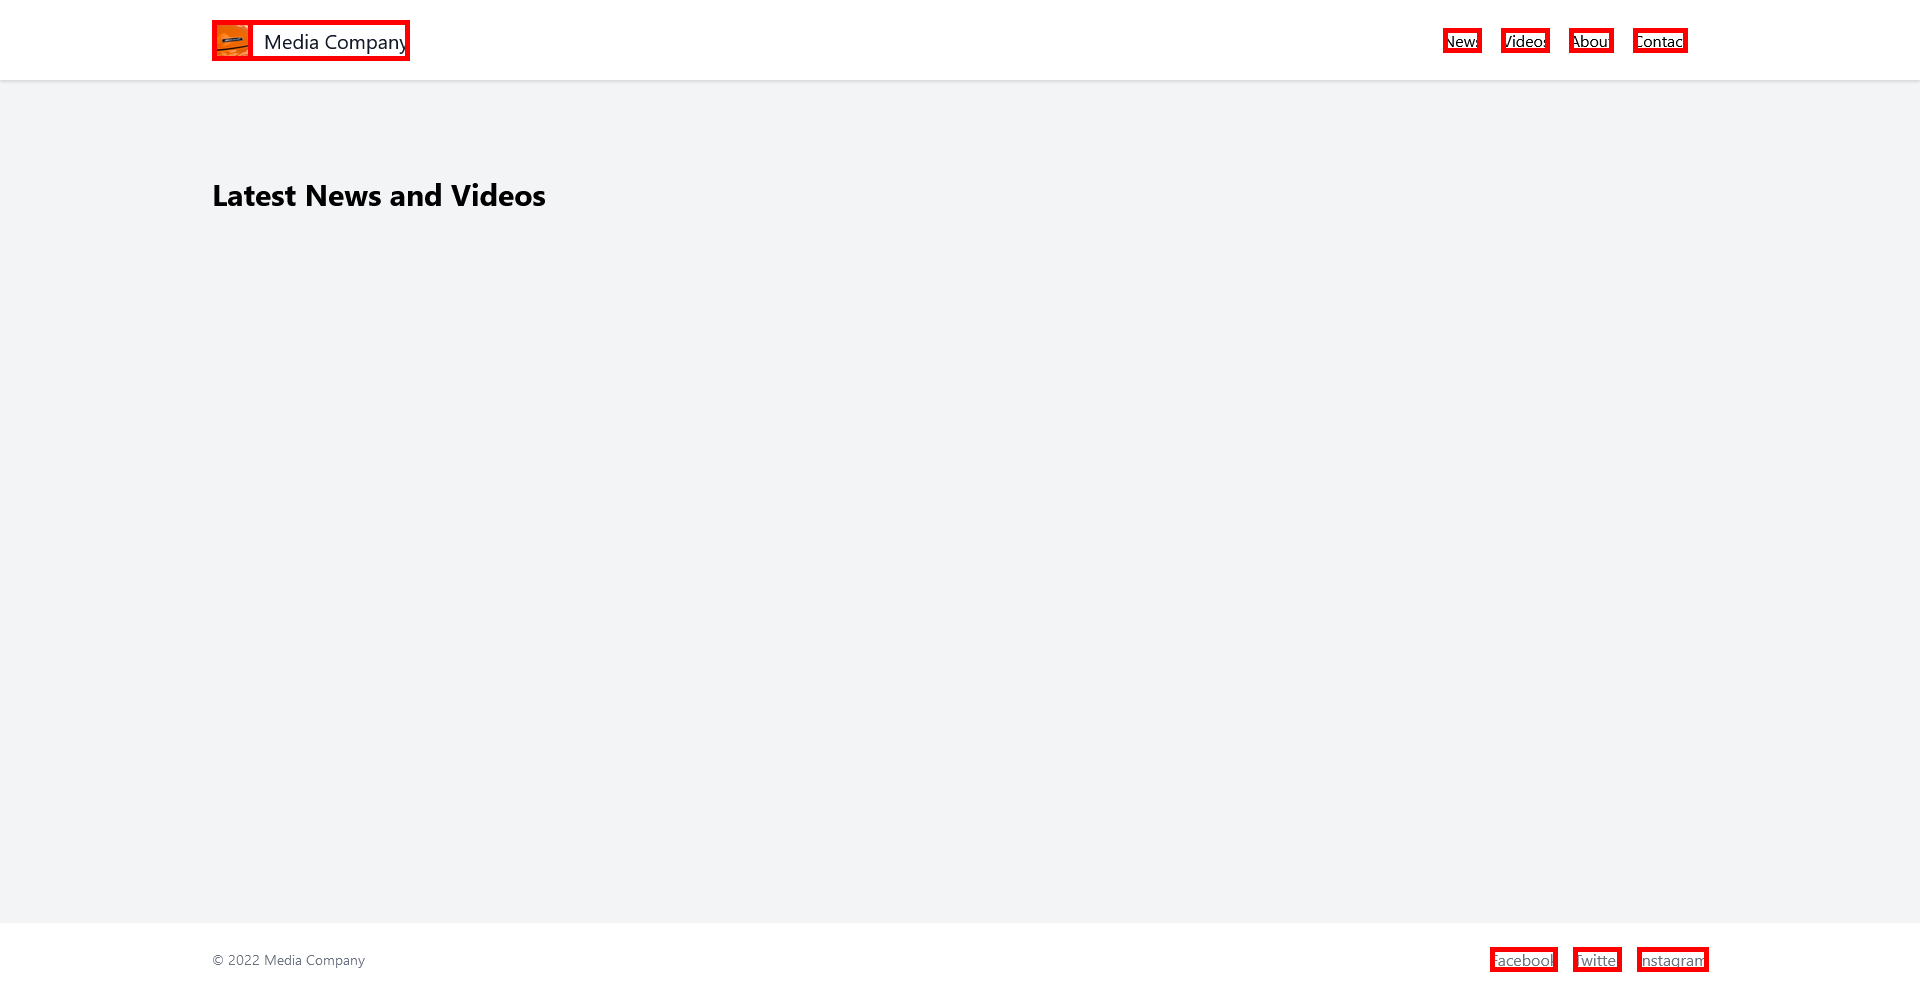 Media Company
News Videos About Contact
Latest News and Videos
© 2022 Media Company
Facebook Twitter Instagram